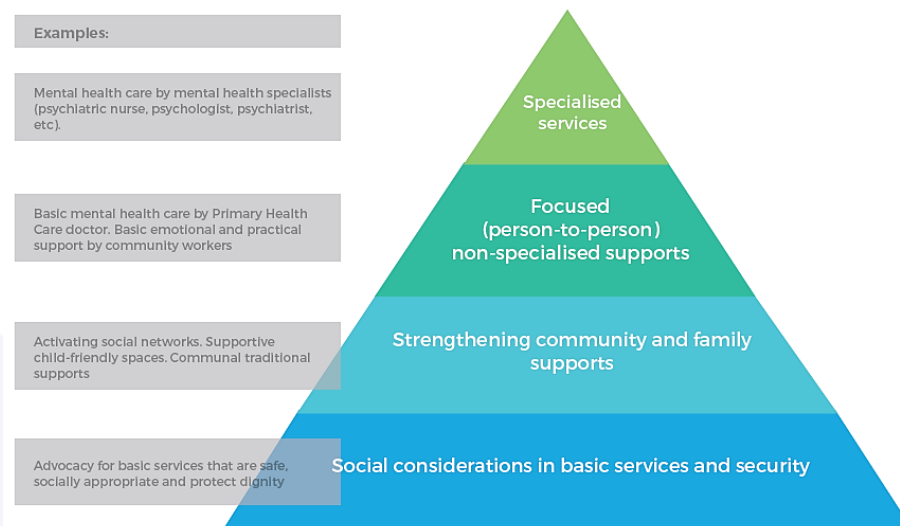 Examples:
Mental health care by mental health specialists
(psychiatric nurse, psychologist, psychiatrist,
etc).
Specialised
services
Basic mental health care by Primary Health
Care doctor. Basic emotional and practical
support by community workers
Focused
(person-to-person)
non-specialised supports
Activating social networks. Supportive
child-friendly spaces. Communal traditional
supports
Strengthening community and family
supports
Advocacy for basic services that are safe,
socially appropriate and protect dignity
Social considerations in basic services and security